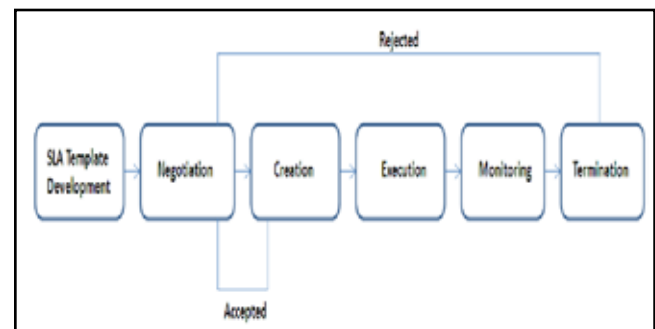 Rejected
SLA Template
Development
Negotiation
Creation
Execution
Monitoring
Termination
Accepted